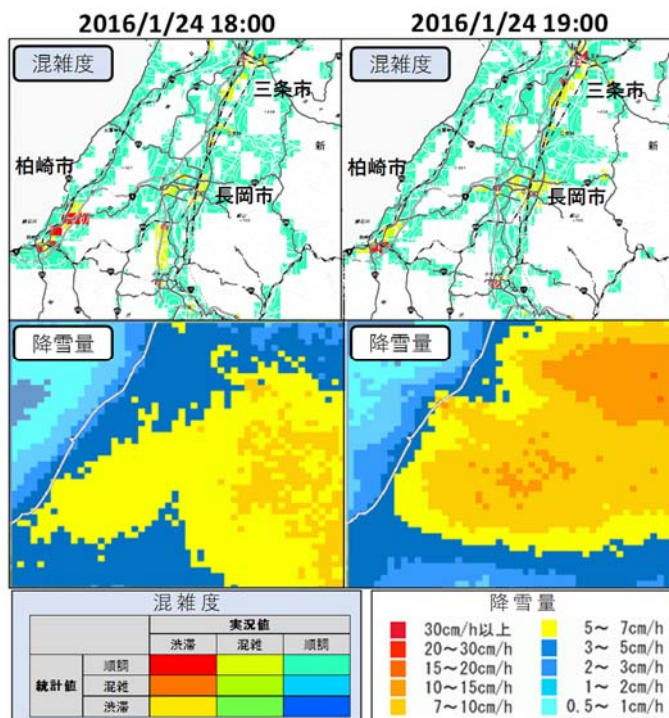 2016/1/24 18:00
2016/1/24 19:00
混雑度
三条市
柏崎市
長岡市
混雑度
三条市
柏崎市
長岡市
新
降雪量
降雪量
混雑度
実況値
渋滞
混雑
順調
統計値
順調
混雑
渋滞
降雪量
30cm/h以上
20～30cm/h
15～20cm/h
10～15cm/h
7～10cm/h
5～ 7cm/h
3～ 5cm/h
2～ 3cm/h
1～ 2cm/h
0.5～ 1cm/h